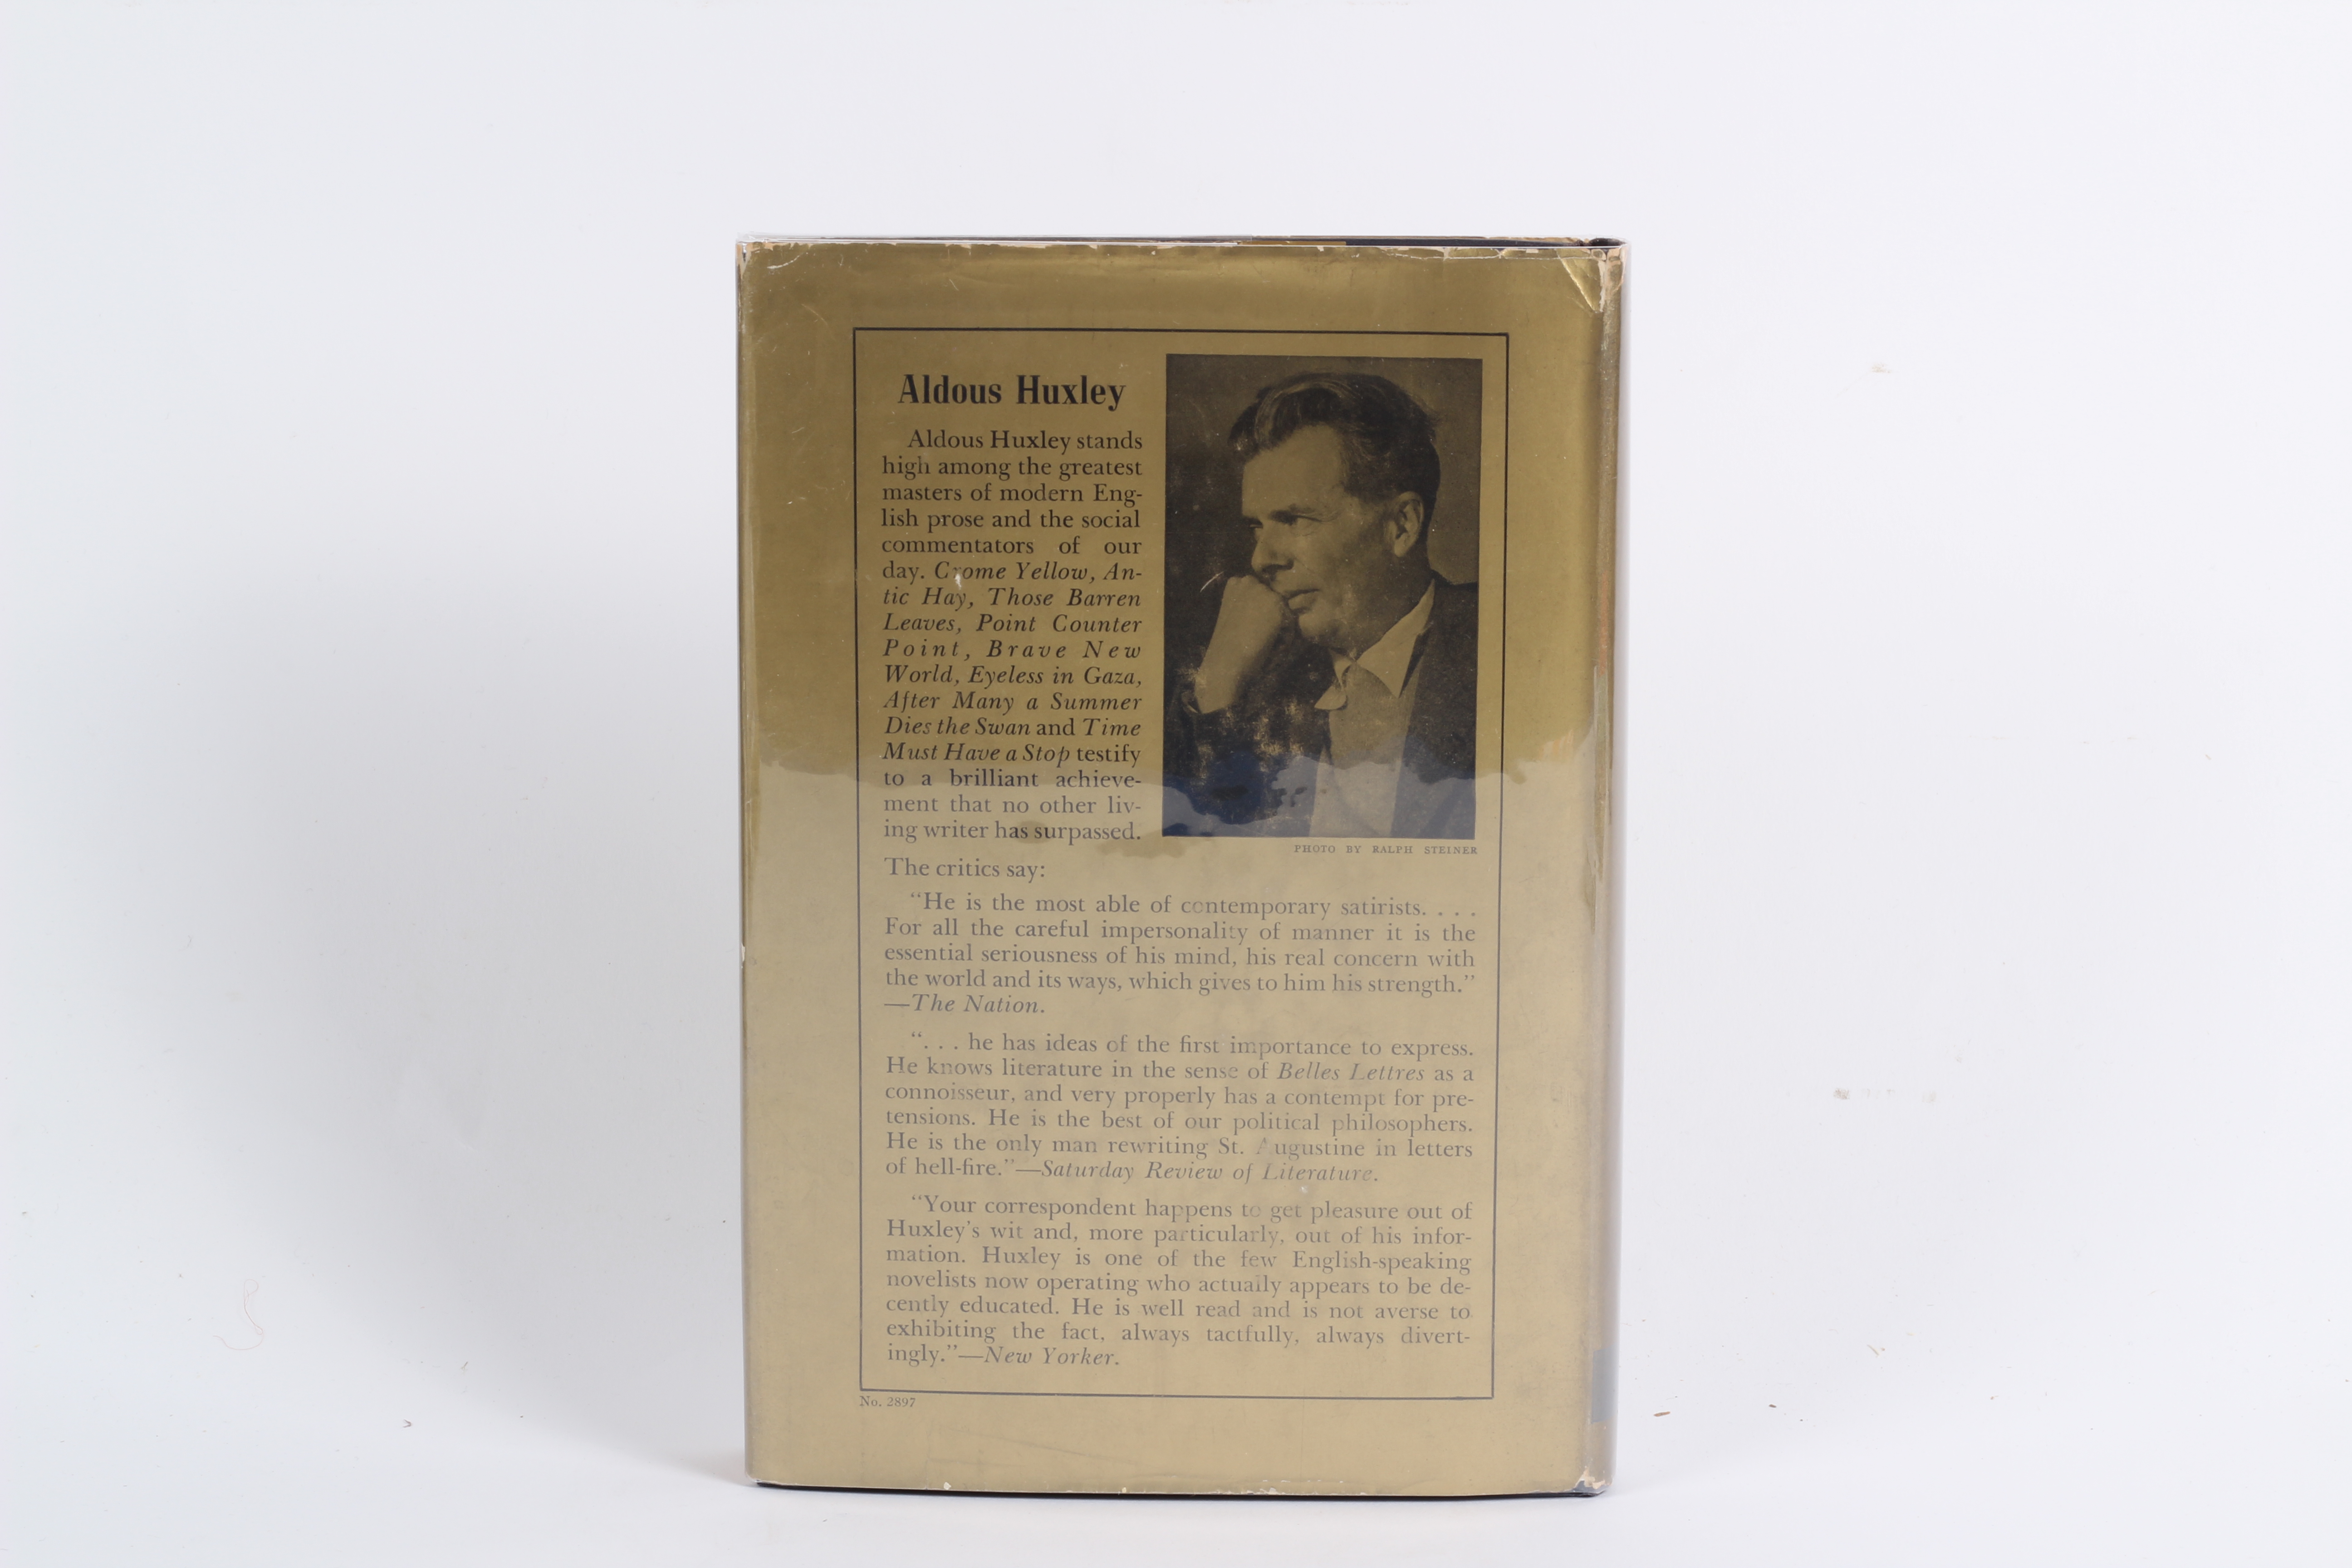 Aldous Huxley
Aldous Huxley stands
high among the greatest
masters of modern Eng-
lish prose and the social
commentators of our
day. Crome Yellow, An-
tic Hay, Those Barren
Leaves, Point Counter
Point, Brave New
World, Eyeless in Gaza,
After Many a Summer
Dies the Swan and Time
Must Have a Stop testify
to a brilliant achieve-
ment that no other liv-
ing writer has surpassed.
PHOTO BY RALPH STEINER
The critics say:
“He is the most able of contemporary satirists. . . .
For all the careful impersonality of manner it is the
essential seriousness of his mind, his real concern with
the world and its ways, which gives to him his strength.”
—The Nation.
“. . . he has ideas of the first importance to express.
He knows literature in the sense of Belles Lettres as a
connoisseur, and very properly has a contempt for pre-
tensions. He is the best of our political philosophers.
He is the only man rewriting St. Augustine in letters
of hell-fire.”—Saturday Review of Literature.
“Your correspondent happens to get pleasure out of
Huxley’s wit and, more particularly, out of his infor-
mation. Huxley is one of the few English-speaking
novelists now operating who actually appears to be de-
cently educated. He is well read and is not averse to
exhibiting the fact, always tactfully, always divert-
ingly.”—New Yorker.
No. 2897